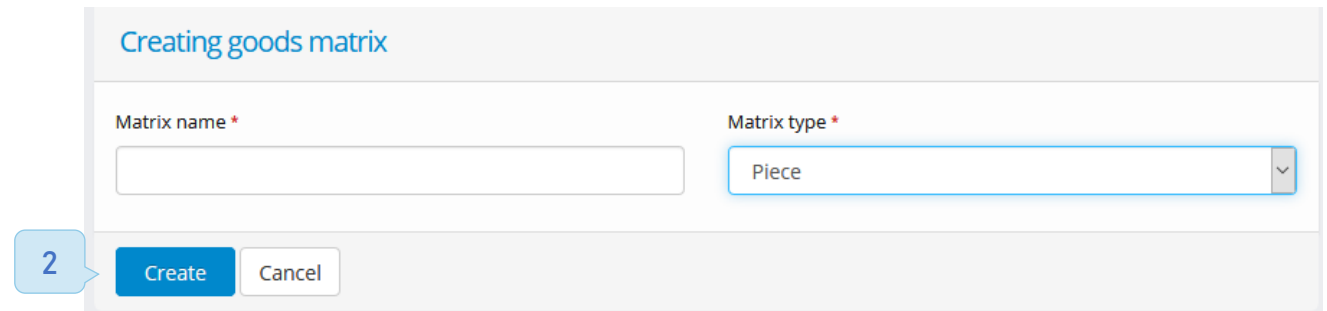 Creating goods matrix
Matrix name * Matrix type *
Piece
2 Create Cancel